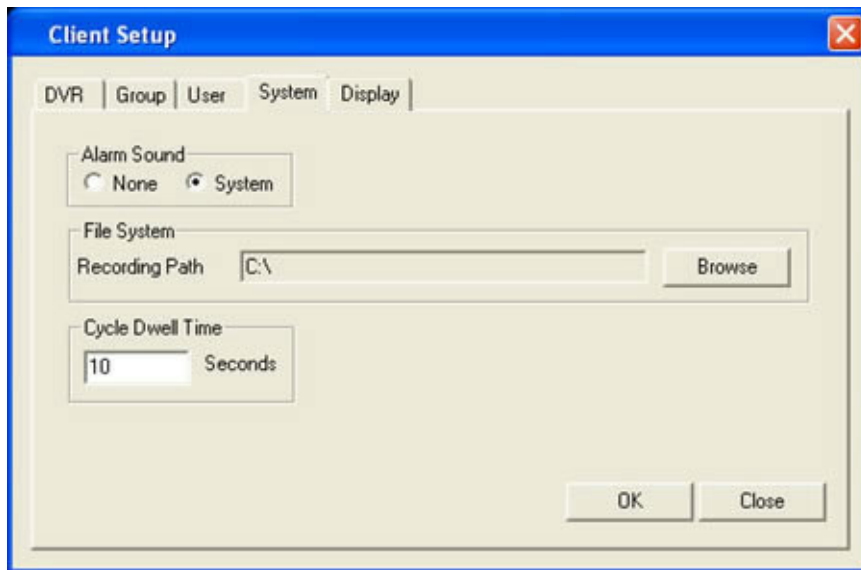 Client Setup
DVR Group User System Display
Alarm Sound
None System
File System
Recording Path C:\ Browse
Cycle Dwell Time
10 Seconds
OK Close